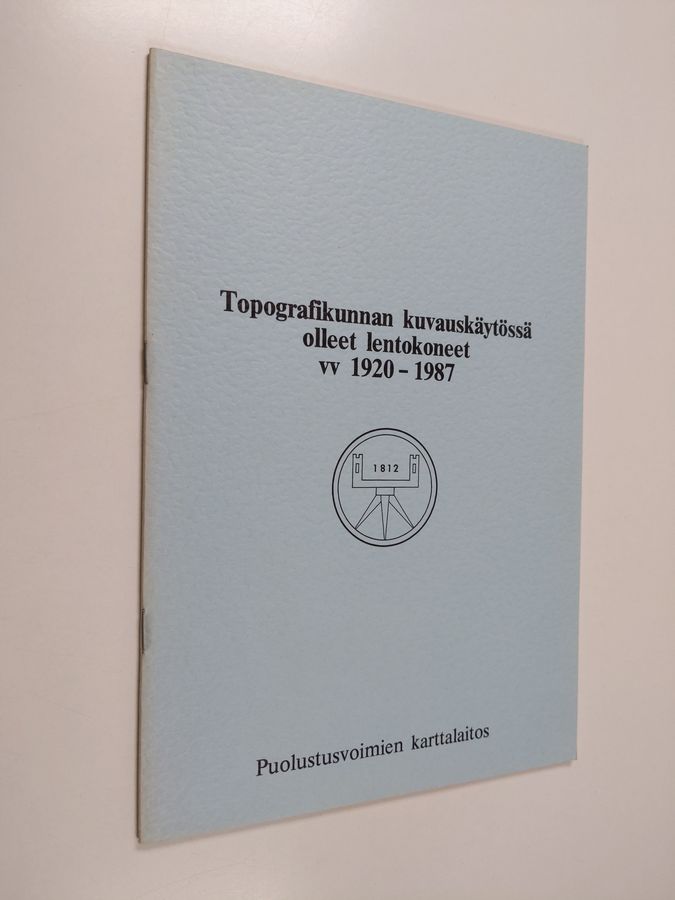 Topografikunnan kuvauskäytössä
olleet lentokoneet
vv 1920 – 1987
1812
Puolustusvoimien karttalaitos